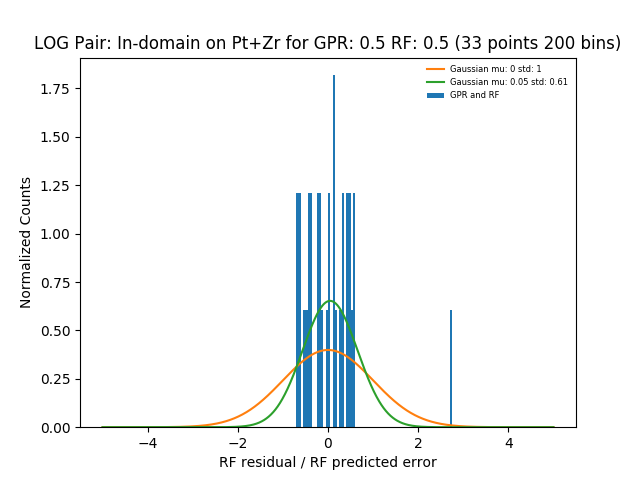 LOG Pair: In-domain on Pt+Zr for GPR: 0.5 RF: 0.5 (33 points 200 bins)
Gaussian mu: 0 std: 1
Gaussian mu: 0.05 std: 0.61
GPR and RF
Normalized Counts
1.75
1.50
1.25
1.00
0.75
0.50
0.25
0.00
−4
−2
0
2
4
RF residual / RF predicted error